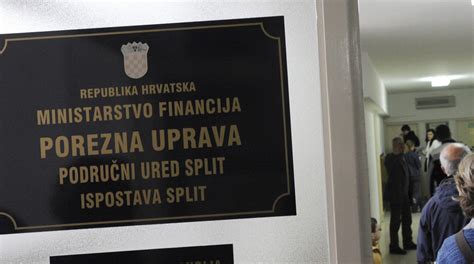 REPUBLIKA HRVATSKA
MINISTARSTVO FINANCIJA
POREZNA UPRAVA
PODRUČNI URED SPLIT
ISPOSTAVA SPLIT